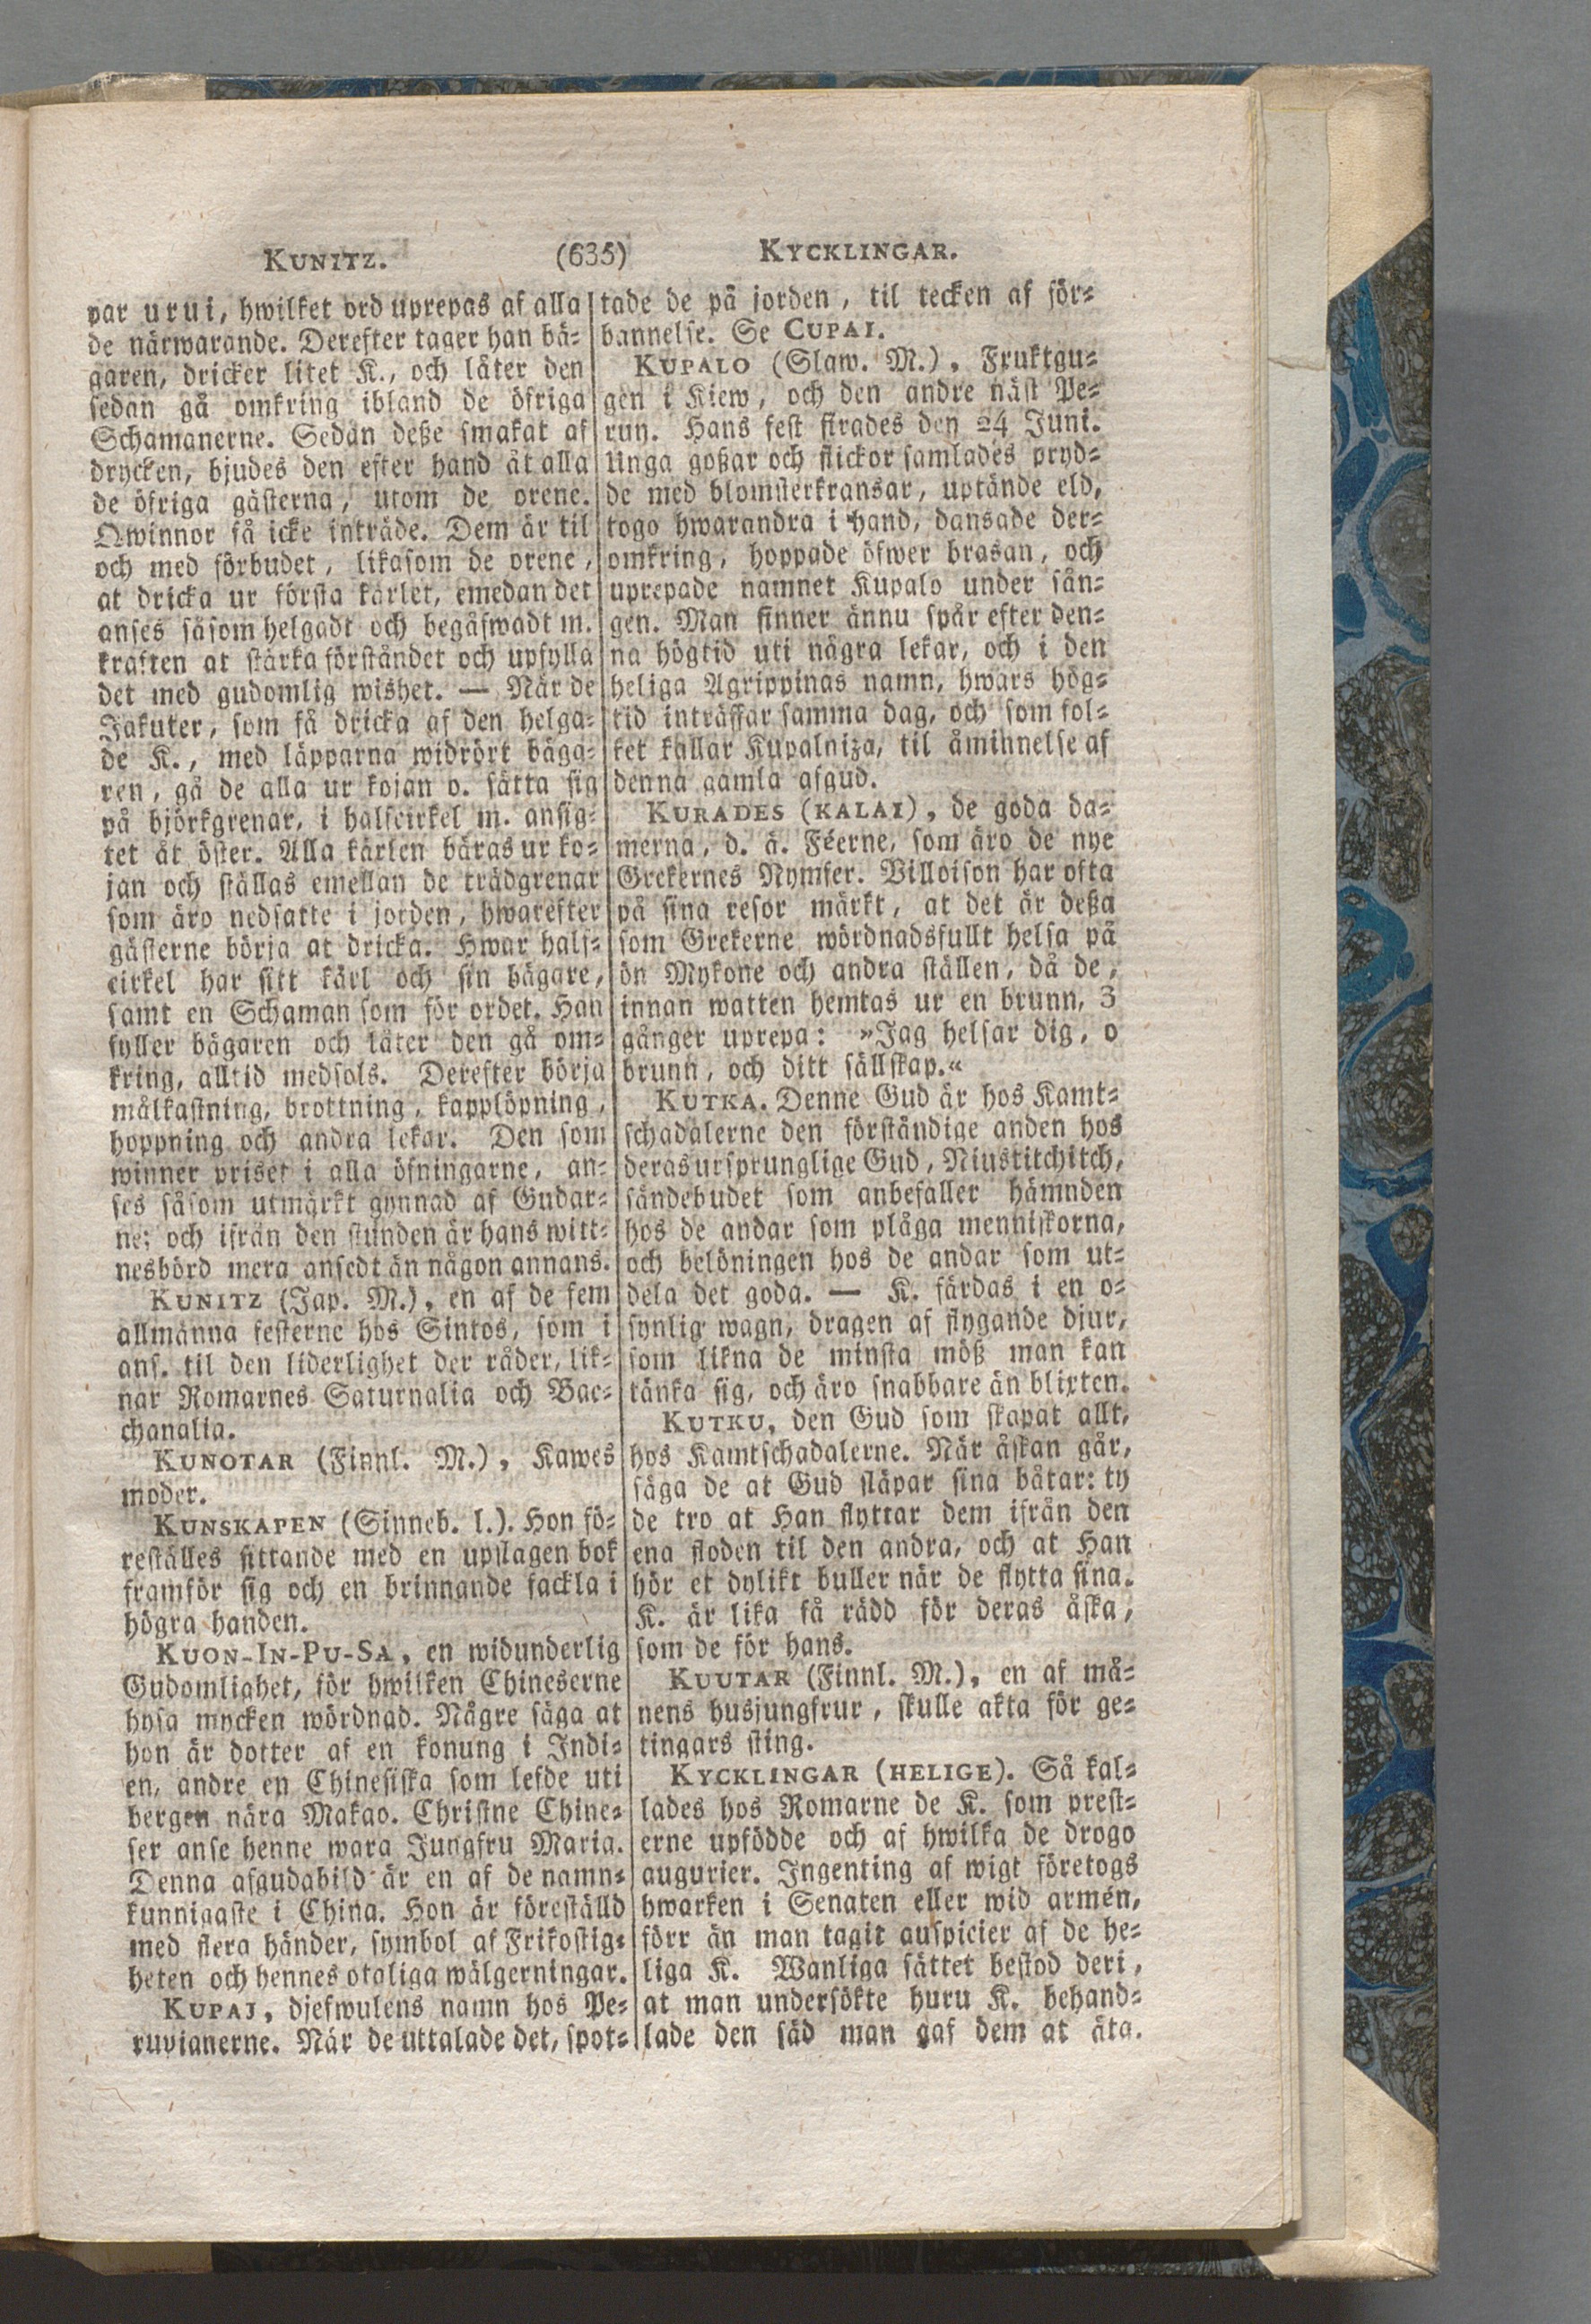 KUNITZ. (635) KYCKLINGAR.
par urui, hwilket ord uprepas af alla
de närwarande. Derefter tager han bä-
garen, dricker litet K., och låter den
sedan gå omkring ibland de öfriga
Schamanerne. Sedan deße smakat af
drycken, bjudes den efter hand åt alla
de öfriga gästerna, utom de orene.
Qwinnor få icke inträde. Dem är til
och med förbudet, likasom de orene,
at dricka ur första kärlet, emedan det
anses såsom helgadt och begåfwadt m.
kraften at stärka förståndet och upfylla
det med gudomlig wishet. — När de
Jakuter, som få dricka af den helga-
de K., med läpparna widrört bäga-
ren, gå de alla ur kojan o. sätta sig
på björkgrenar, i halfcirkel m. ansig-
tet åt öster. Alla kärlen bäras ur ko-
jan och ställas emellan de trädgrenar
som äro nedsatte i jorden, hwarefter
gästerne börja at dricka. Hwar half-
cirkel har sitt kärl och sin bägare,
samt en Schaman som för ordet. Han
fyller bägaren och låter den gå om-
kring, alltid medsols. Derefter börja
målkastning, brottning, kapplöpning,
hoppning och andra lekar. Den som
winner priset i alla öfningarne, an-
ses såsom utmärkt gynnad af Gudar-
ne; och ifrån den stunden är hans witt-
nesbörd mera ansedt än någon annans.
KUNITZ (Jap. M.), en af de fem
allmänna festerne hos Sintos, som i
ans. til den liderlighet der råder, lik-
nar Romarnes Saturnalia och Bac-
chanalia.
KUNOTAR (Finnl. M.), Kawes
moder.
KUNSKAPEN (Sinneb. l.). Hon fö-
reställes sittande med en upslagen bok
framför sig och en brinnande fackla i
högra handen.
KUON-IN-PU-SA, en widunderlig
Gudomlighet, för hwilken Chineserne
hysa mycken wördnad. Någre säga at
hon är dotter af en konung i Indi-
en, andre en Chinesiska som lefde uti
bergen nära Makao. Christne Chine-
ser anse henne wara Jungfru Maria.
Denna afgudabild är en af de namn-
kunnigaste i China. Hon är föreställd
med flera händer, symbol af Frikostig-
heten och hennes otaliga wälgerningar.
KUPAJ, djefwulens namn hos Pe-
ruvianerne. När de uttalade det, spot-
tade de på jorden, til tecken af för-
bannelse. Se CUPAI.
KUPALO (Slaw. M.), Fruktgu-
gen i Kiew, och den andre näst Pe-
run. Hans fest firades den 24 Juni.
Unga goßar och flickor samlades pryd-
de med blomsterkransar, uptände eld,
togo hwarandra i hand, dansade der-
omkring, hoppade öfwer brasan, och
uprepade namnet Kupalo under sån-
gen. Man finner ännu spår efter den-
na högtid uti några lekar, och i den
heliga Agrippinas namn, hwars hög-
tid inträffar samma dag, och som fol-
ket kallar Kupalniza, til åminnelse af
denna gamla afgud.
KURADES (KALAI), de goda da-
merna, d. ä. Féerne, som äro de nye
Grekernes Nymfer. Villoison har ofta
på sina resor märkt, at det är deßa
som Grekerne wördnadsfullt helsa på
ön Mykone och andra ställen, då de,
innan watten hemtas ur en brunn, 3
gånger uprepa: »Jag helsar dig, o
brunn, och ditt sällskap.«
KUTKA. Denne Gud är hos Kamt-
schadalerne den förståndige anden hos
deras ursprunglige Gud, Niustitchitch,
sändebudet som anbefaller hämnden
hos de andar som plåga menniskorna,
och belöningen hos de andar som ut-
dela det goda. — K. färdas i en o-
synlig wagn, dragen af flygande djur,
som likna de minsta möß man kan
tänka sig, och äro snabbare än blixten.
KUTKU, den Gud som skapat allt,
hos Kamtschadalerne. När åskan går,
säga de at Gud släpar sina båtar: ty
de tro at Han flyttar dem ifrån den
ena floden til den andra, och at Han
hör et dylikt buller när de flytta sina.
K. är lika få rädd för deras åska,
som de för hans.
KUUTAR (Finnl. M.), en af må-
nens husjungfrur, skulle akta för ge-
tingars sting.
KYCKLINGAR (HELIGE). Så kal-
lades hos Romarne de K. som prest-
erne upfödde och af hwilka de drogo
augurier. Ingenting af wigt företogs
hwarken i Senaten eller wid armén,
förr än man tagit auspicier af de he-
liga K. Wanliga sättet bestod deri,
at man undersökte huru K. behand-
lade den säd man gaf dem at äta.